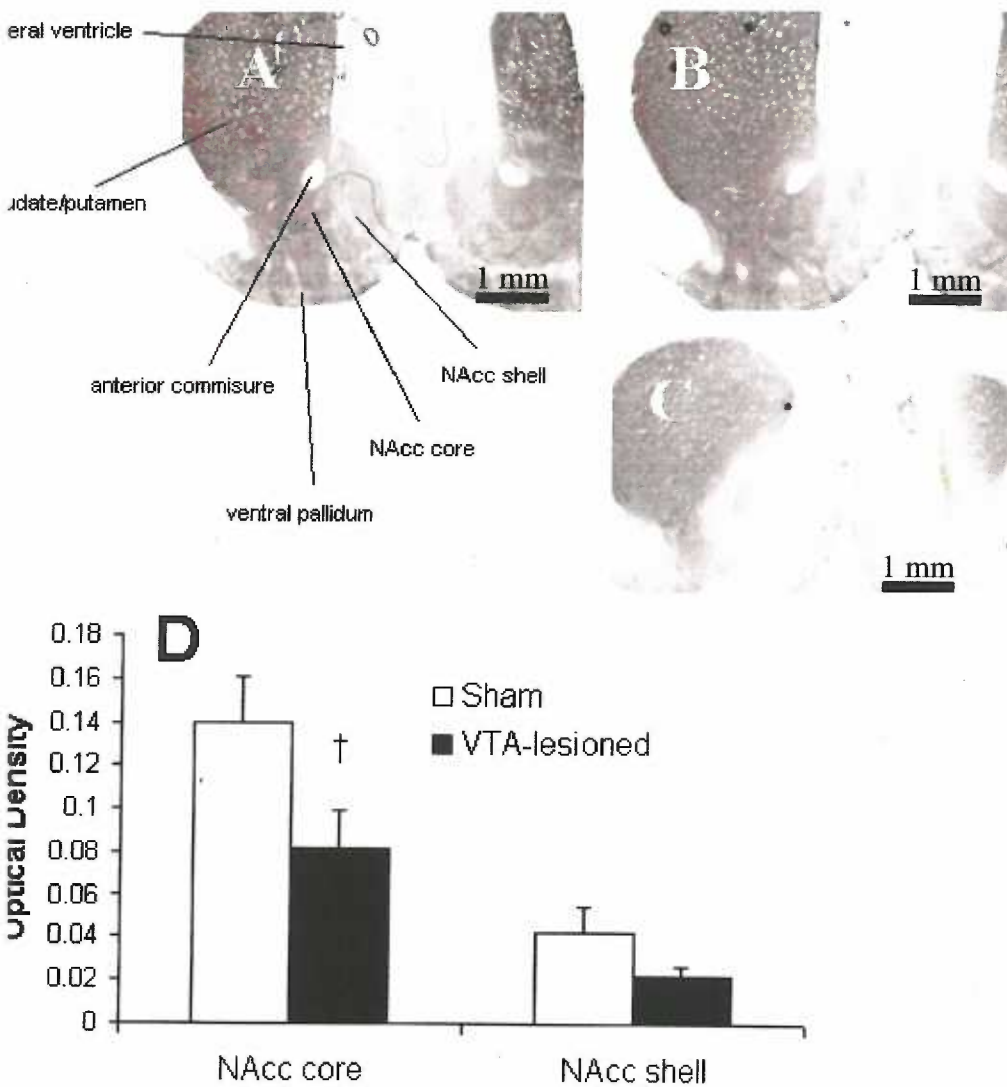 eral ventricle
A
B
udate/putamen
1 mm
1 mm
anterior commisure
NAcc shell
C
NAcc core
ventral pallidum
1 mm
D
0.18
0.16
0.14
0.12
0.1
0.08
0.06
0.04
0.02
0
Optical Density
Sham
†
VTA-lesioned
NAcc core
NAcc shell